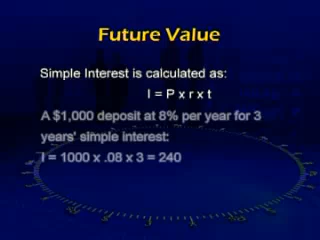 Future Value
Simple Interest is calculated as:
I = P x r x t
A $1,000 deposit at 8% per year for 3
years' simple interest:
I = 1000 x .08 x 3 = 240